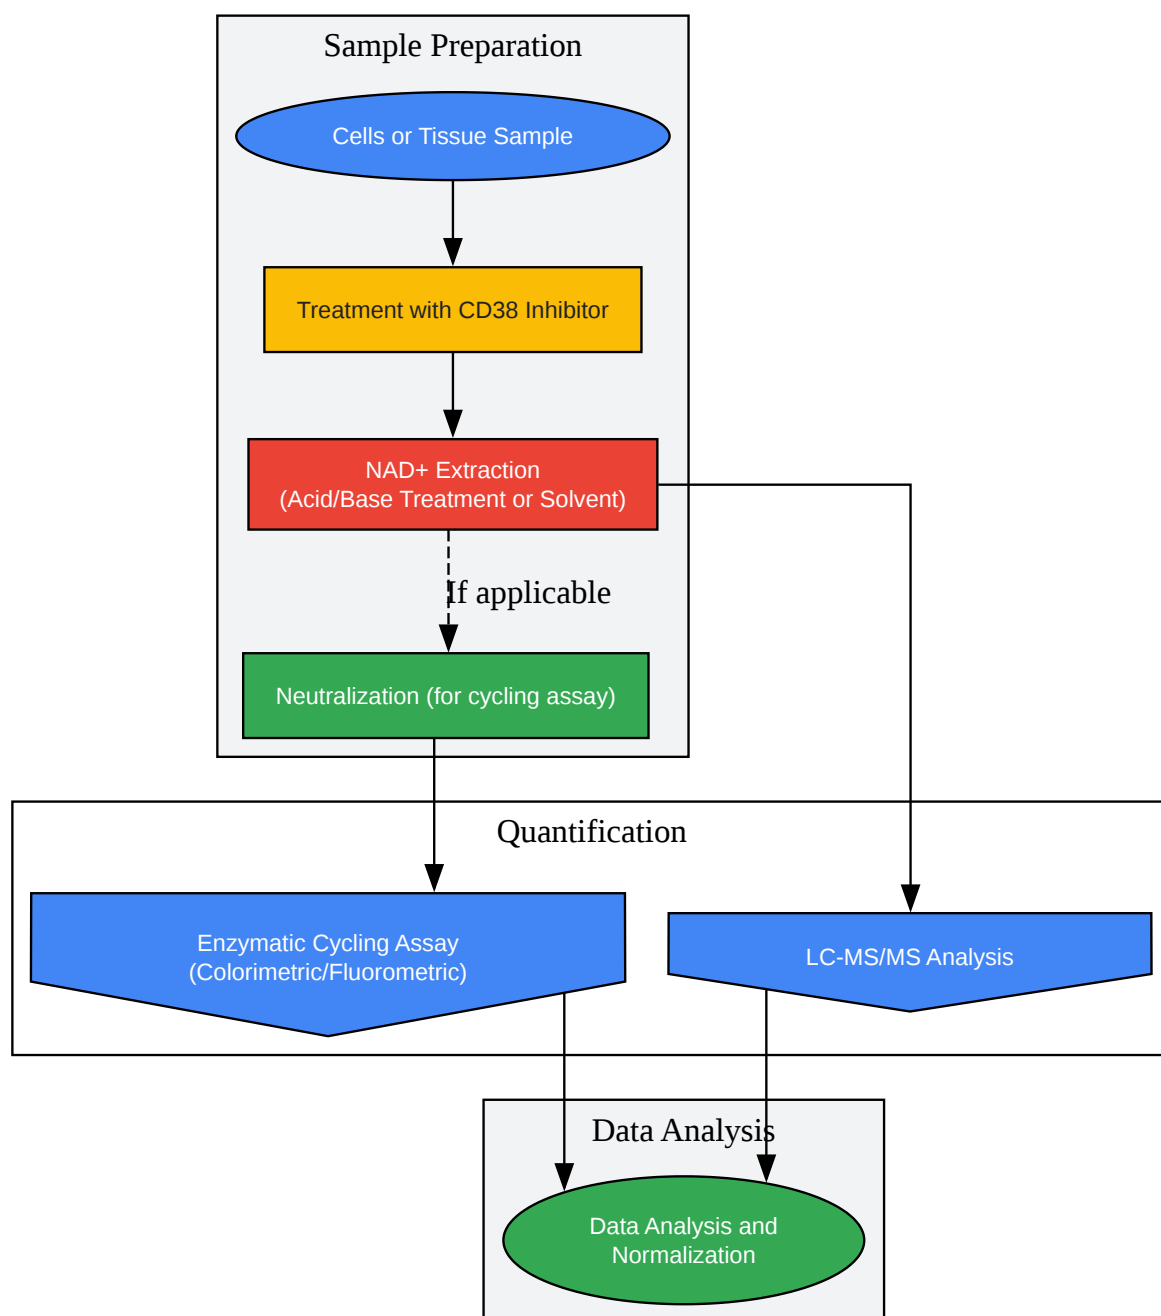 Sample Preparation
Cells or Tissue Sample
Treatment with CD38 Inhibitor
NAD+ Extraction
(Acid/Base Treatment or Solvent)
If applicable
Neutralization (for cycling assay)
Quantification
Enzymatic Cycling Assay
(Colorimetric/Fluorometric)
LC-MS/MS Analysis
Data Analysis
Data Analysis and
Normalization